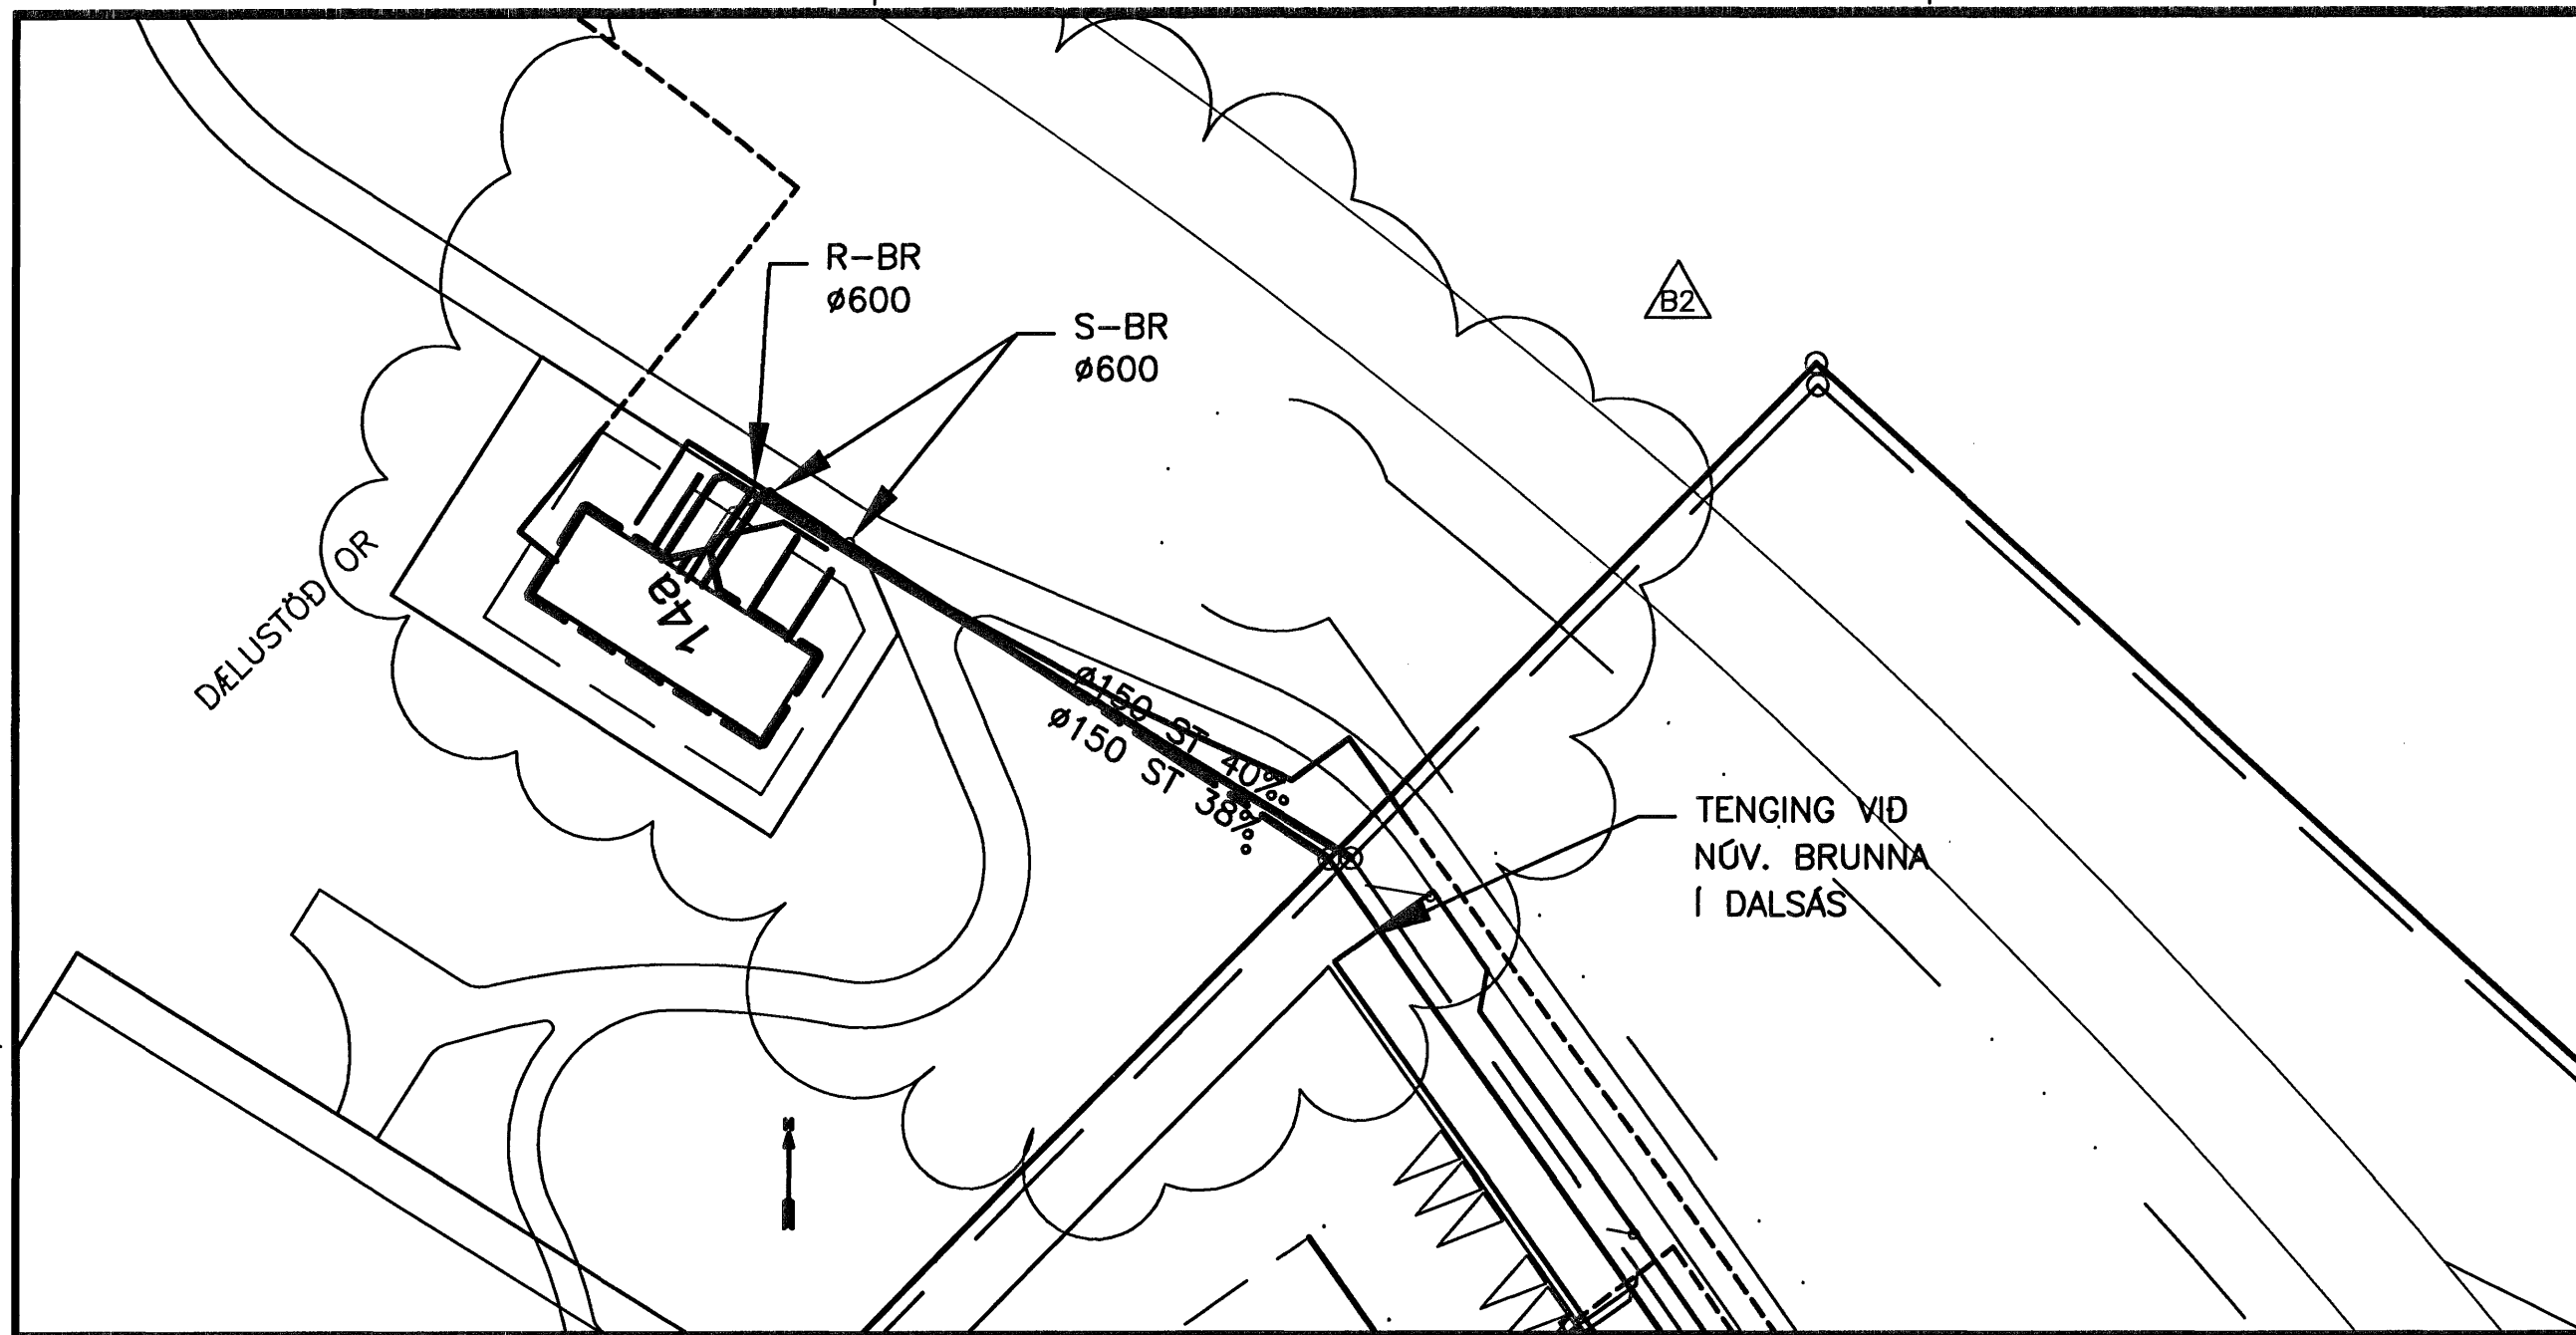 R-BR
ø600
S-BR
ø600
B2
DÆLUSTÖÐ OR
14a
ø150 ST 40‰
ø150 ST 38‰
TENGING VIÐ
NÚV. BRUNNA
Í DALSÁS
N